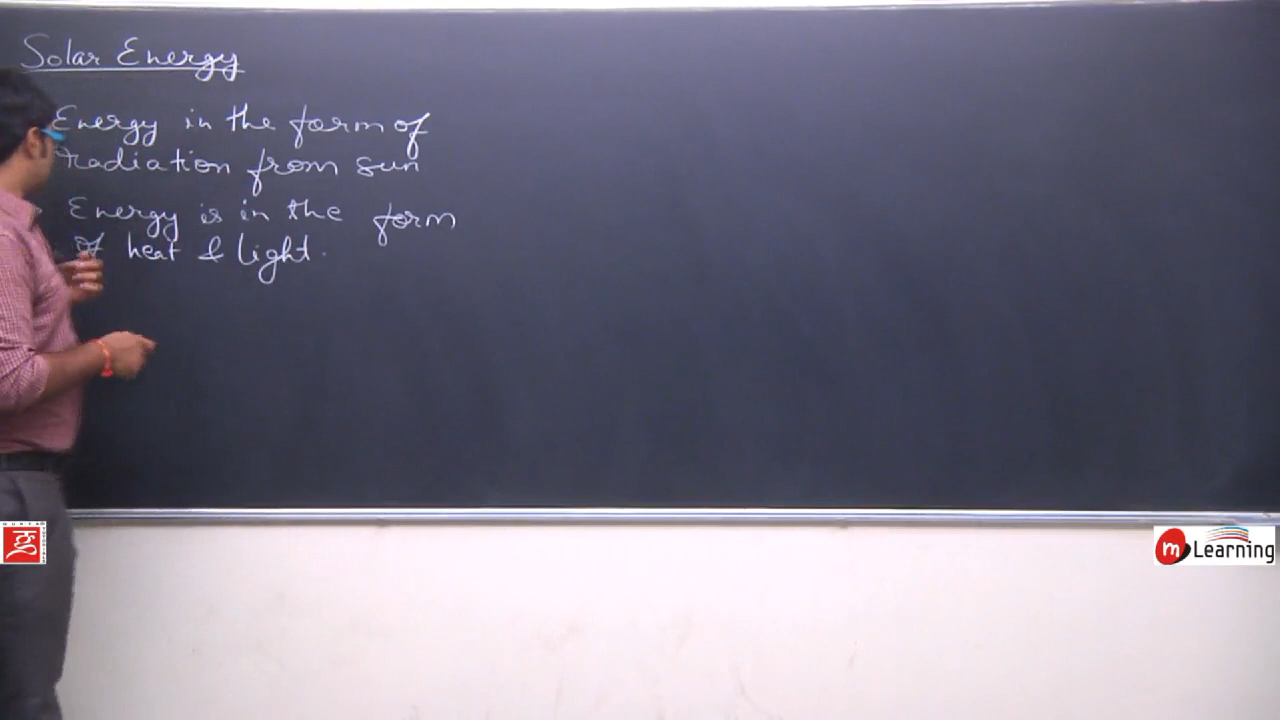 Solar Energy
Energy in the form of
radiation from sun
Energy is in the form
of heat & light.
m Learning